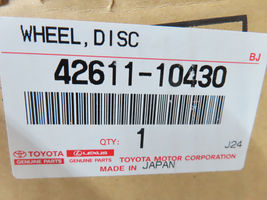 WHEEL, DISC
BJ
42611-10430
QTY: 1
J24
TOYOTA LEXUS
GENUINE PARTS GENUINE PARTS TOYOTA MOTOR CORPORATION
MADE IN JAPAN